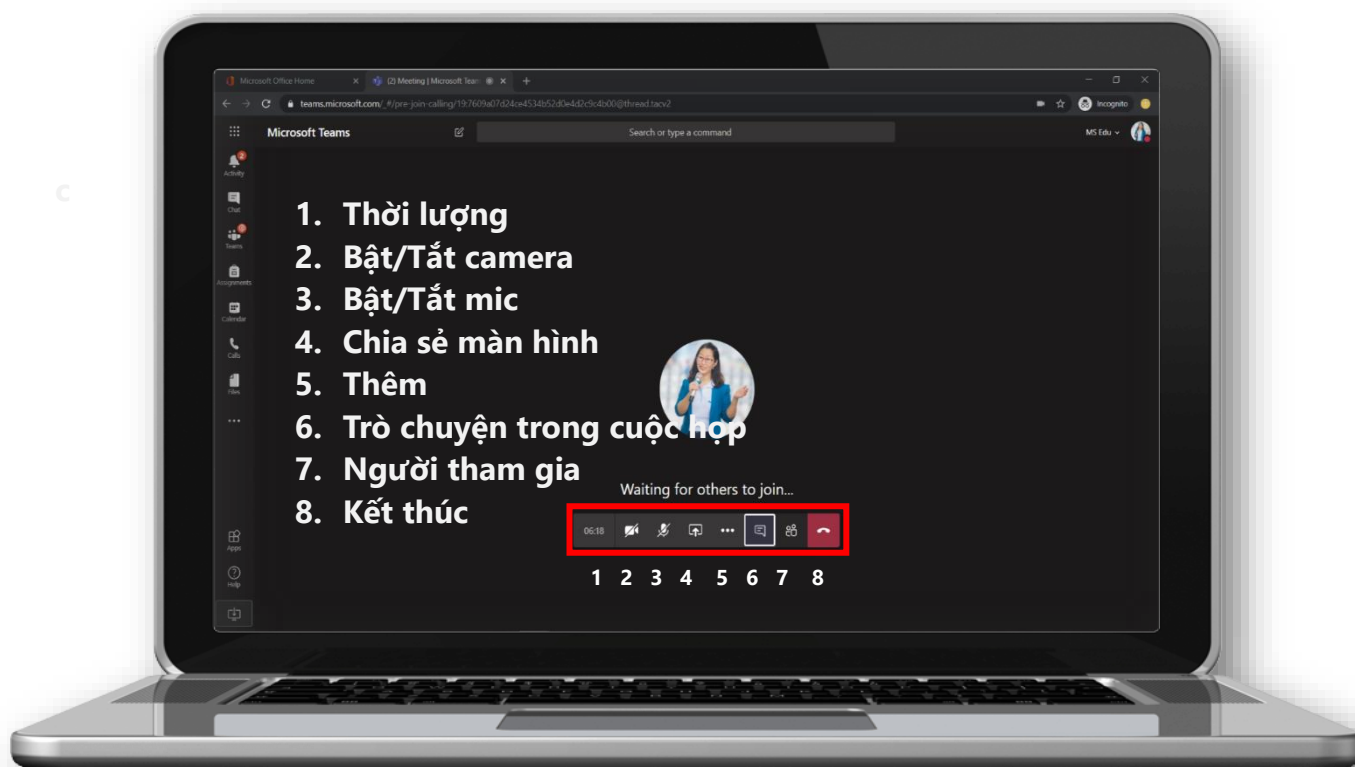 c
Microsoft Office Home
(2) Meeting | Microsoft Team
teams.microsoft.com/_#/pre-join-calling/19:7609a07d24ce4534b52d0e4d2c9c4b00@thread.tacv2
Incognito
Microsoft Teams
Search or type a command
MS Edu
2
Activity
Chat
Teams
Assignments
Calendar
Calls
Files
Apps
Help
1. Thời lượng
2. Bật/Tắt camera
3. Bật/Tắt mic
4. Chia sẻ màn hình
5. Thêm
6. Trò chuyện trong cuộc họp
7. Người tham gia
8. Kết thúc
Waiting for others to join...
06:18
1 2 3 4 5 6 7 8